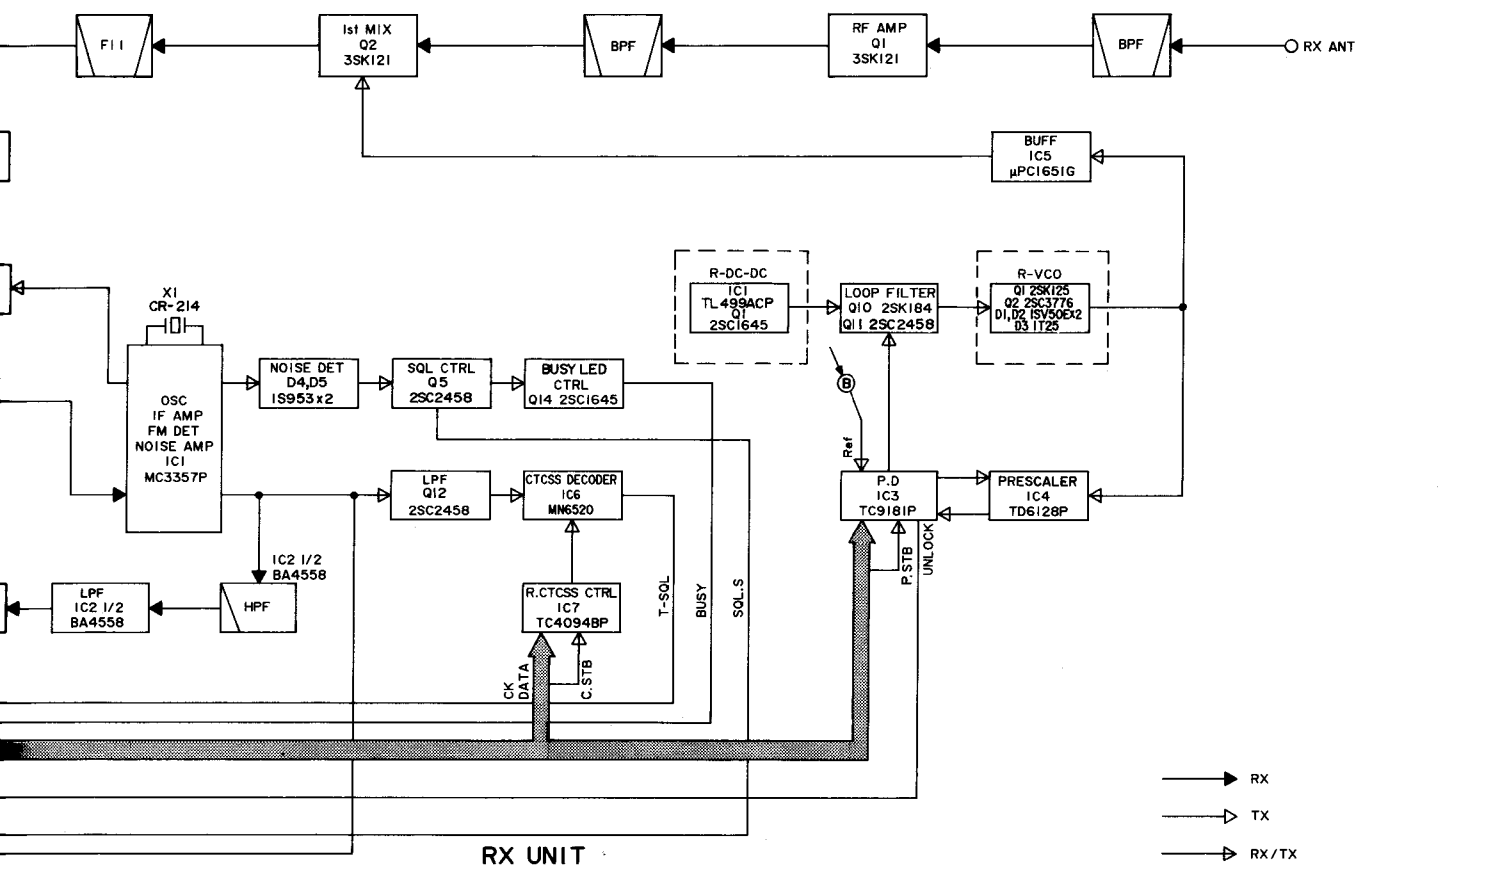 F11
1st MIX
Q2
3SK121
BPF
RF AMP
Q1
3SK121
BPF
RX ANT
BUFF
IC5
μPC1651G
R-DC-DC
IC1
TL499ACP
Q1
2SC1645
LOOP FILTER
Q10 2SK184
Q11 2SC2458
R-VCO
Q1 2SK125
Q2 2SC3776
D1,D2 1SV50EX2
D3 1T25
X1
CR-214
OSC
IF AMP
FM DET
NOISE AMP
IC1
MC3357P
NOISE DET
D4,D5
1S953x2
SQL CTRL
Q5
2SC2458
BUSY LED
CTRL
Q14 2SC1645
B
Ref
LPF
Q12
2SC2458
CTCSS DECODER
IC6
MN6520
P.D
IC3
TC9181P
PRESCALER
IC4
TD6128P
P.STB
UNLOCK
IC2 1/2
BA4558
HPF
LPF
IC2 1/2
BA4558
R.CTCSS CTRL
IC7
TC4094BP
T-SQL
BUSY
SQL.S
CK
DATA
C.STB
RX
TX
RX/TX
RX UNIT